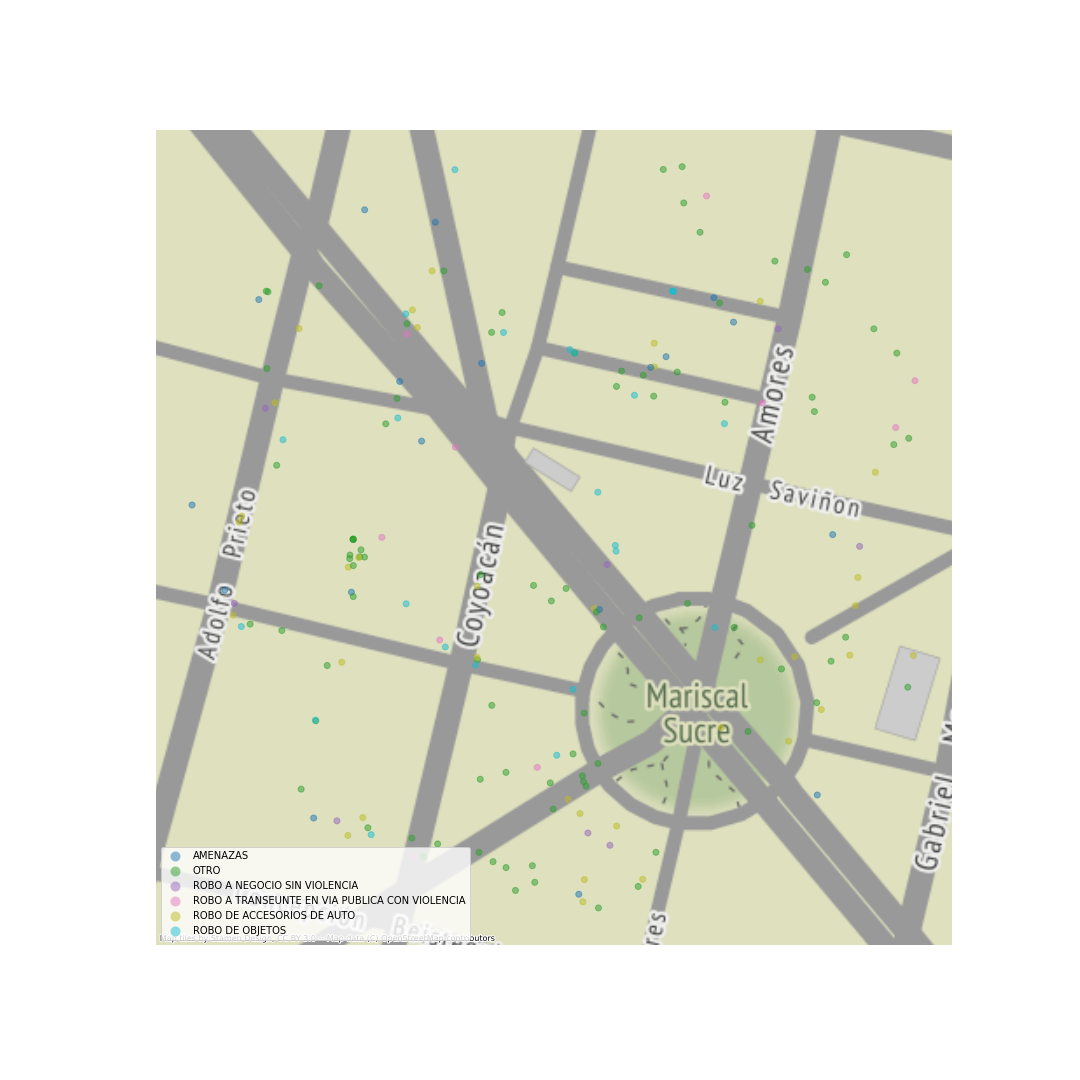 Amores
Luz Saviñon
Adolfo Prieto
Coyoacán
Mariscal
Sucre
Gabriel
res
AMENAZAS
OTRO
ROBO A NEGOCIO SIN VIOLENCIA
ROBO A TRANSEUNTE EN VIA PUBLICA CON VIOLENCIA
ROBO DE ACCESORIOS DE AUTO
ROBO DE OBJETOS
Map tiles by Stamen Design, CC BY 3.0 -- Map data (C) OpenStreetMap contributors